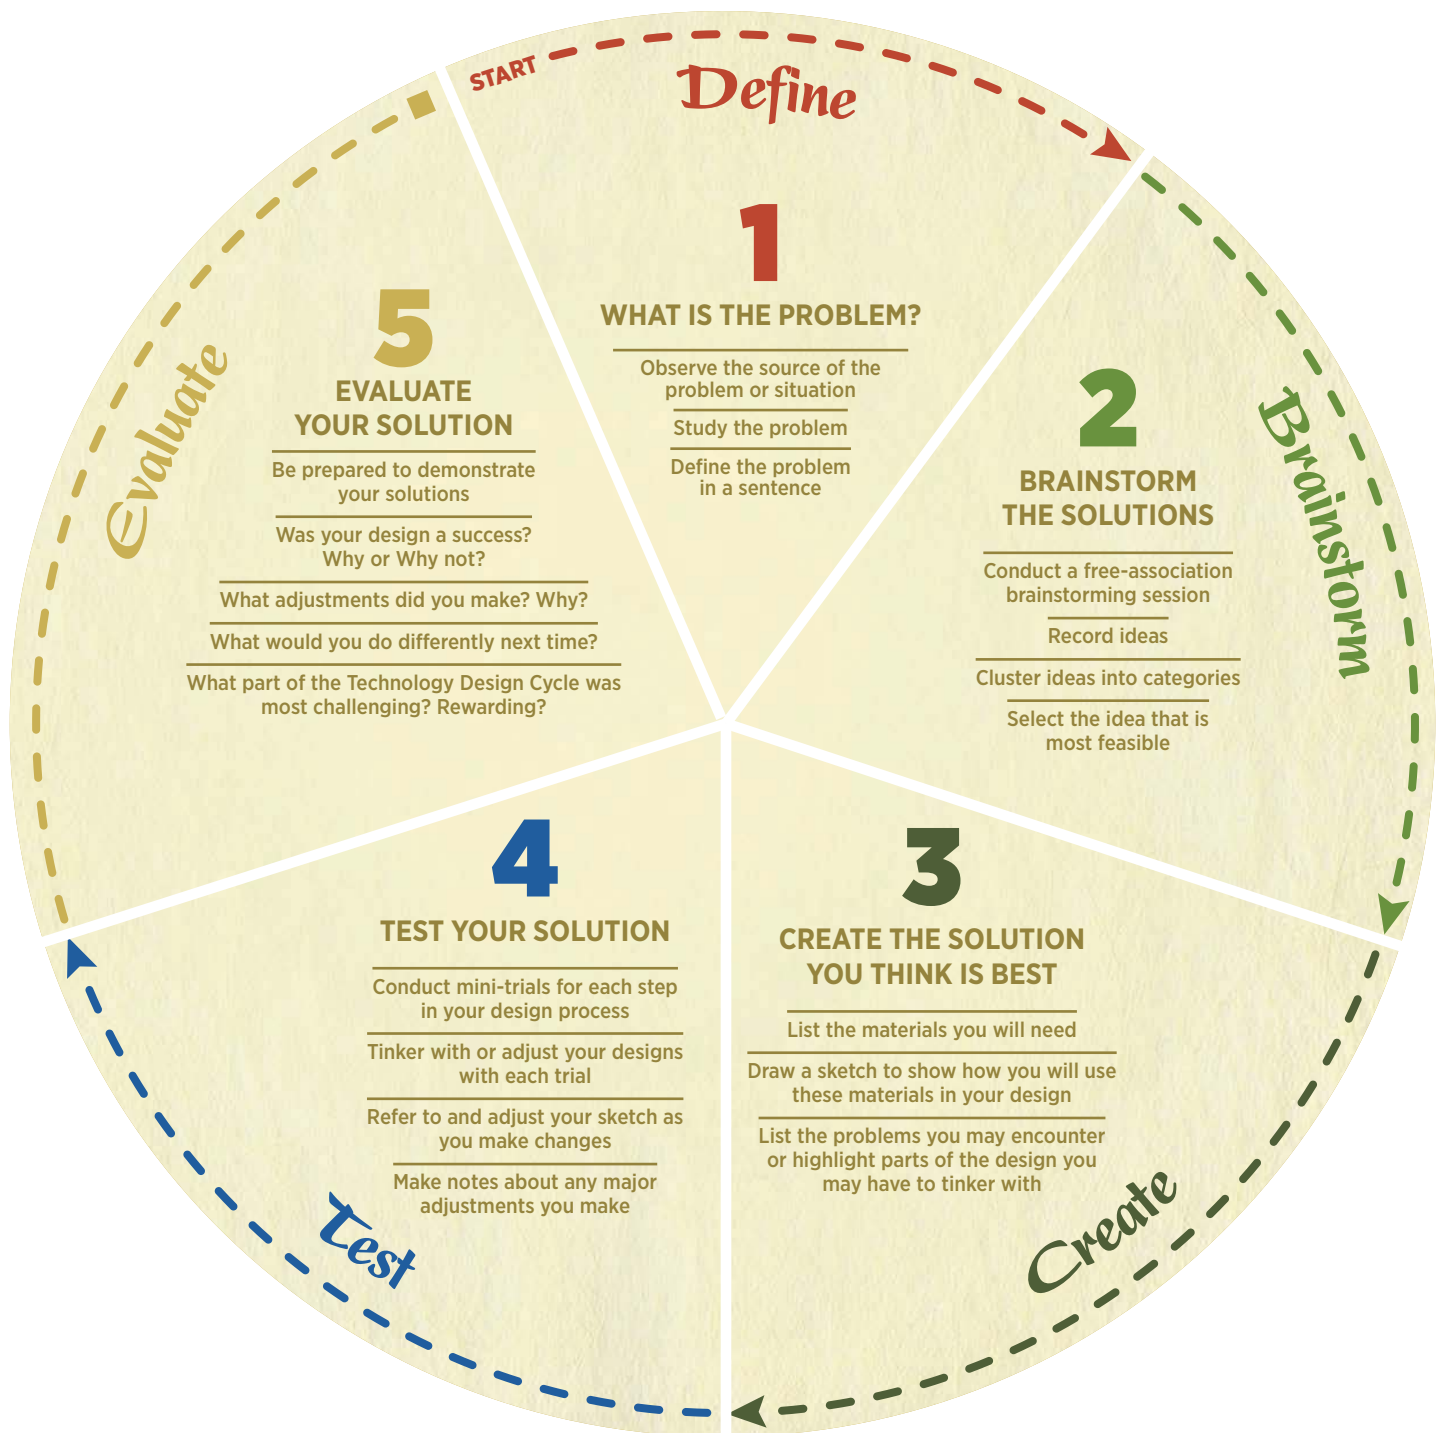 START
Define
1
WHAT IS THE PROBLEM?
Observe the source of the
problem or situation
Study the problem
Define the problem
in a sentence
Brainstorm
2
BRAINSTORM
THE SOLUTIONS
Conduct a free-association
brainstorming session
Record ideas
Cluster ideas into categories
Select the idea that is
most feasible
3
CREATE THE SOLUTION
YOU THINK IS BEST
List the materials you will need
Draw a sketch to show how you will use
these materials in your design
List the problems you may encounter
or highlight parts of the design you
may have to tinker with
Create
4
TEST YOUR SOLUTION
Conduct mini-trials for each step
in your design process
Tinker with or adjust your designs
with each trial
Refer to and adjust your sketch as
you make changes
Make notes about any major
adjustments you make
Test
Evaluate
5
EVALUATE
YOUR SOLUTION
Be prepared to demonstrate
your solutions
Was your design a success?
Why or Why not?
What adjustments did you make? Why?
What would you do differently next time?
What part of the Technology Design Cycle was
most challenging? Rewarding?